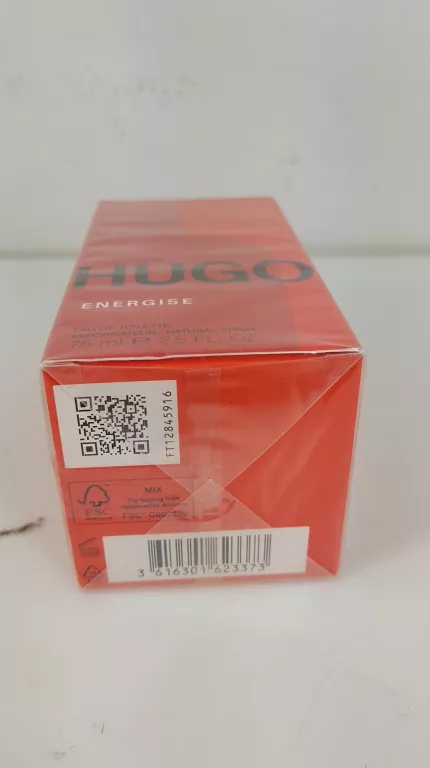 HUGO
ENERGISE
EAU DE TOILETTE
VAPORISATEUR NATURAL SPRAY
75 ml e 2.5 FL. OZ
FT12845916
FSC
MIX
3 616301 623373